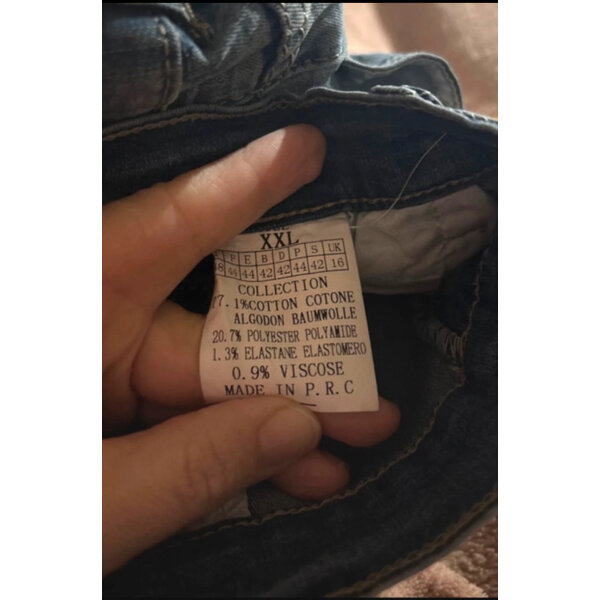 XXL
P E B D P S UK
44 44 42 42 44 42 16
COLLECTION
7.1%COTTON COTONE
ALGODON BAUMWOLLE
20.7% POLYESTER POLYAMIDE
1.3% ELASTANE ELASTOMERO
0.9% VISCOSE
MADE IN P.R.C